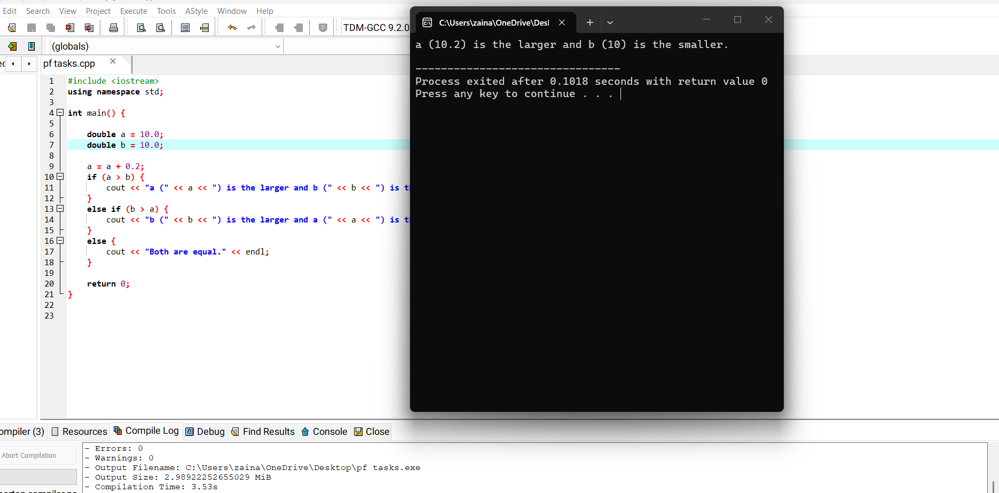 Edit Search View Project Execute Tools AStyle Window Help
TDM-GCC 9.2.0
(globals)
pf tasks.cpp
1 #include <iostream>
2 using namespace std;
3
4 int main() {
5
6 double a = 10.0;
7 double b = 10.0;
8
9 a = a + 0.2;
10 if (a > b) {
11 cout << "a (" << a << ") is the larger and b (" << b << ") is t
12 }
13 else if (b > a) {
14 cout << "b (" << b << ") is the larger and a (" << a << ") is t
15 }
16 else {
17 cout << "Both are equal." << endl;
18 }
19
20 return 0;
21 }
22
23
C:\Users\zaina\OneDrive\Des
a (10.2) is the larger and b (10) is the smaller.
--------------------------------
Process exited after 0.1018 seconds with return value 0
Press any key to continue . . .
ompiler (3) Resources Compile Log Debug Find Results Console Close
Abort Compilation
- Errors: 0
- Warnings: 0
- Output Filename: C:\Users\zaina\OneDrive\Desktop\pf tasks.exe
- Output Size: 2.98922252655029 MiB
- Compilation Time: 3.53s